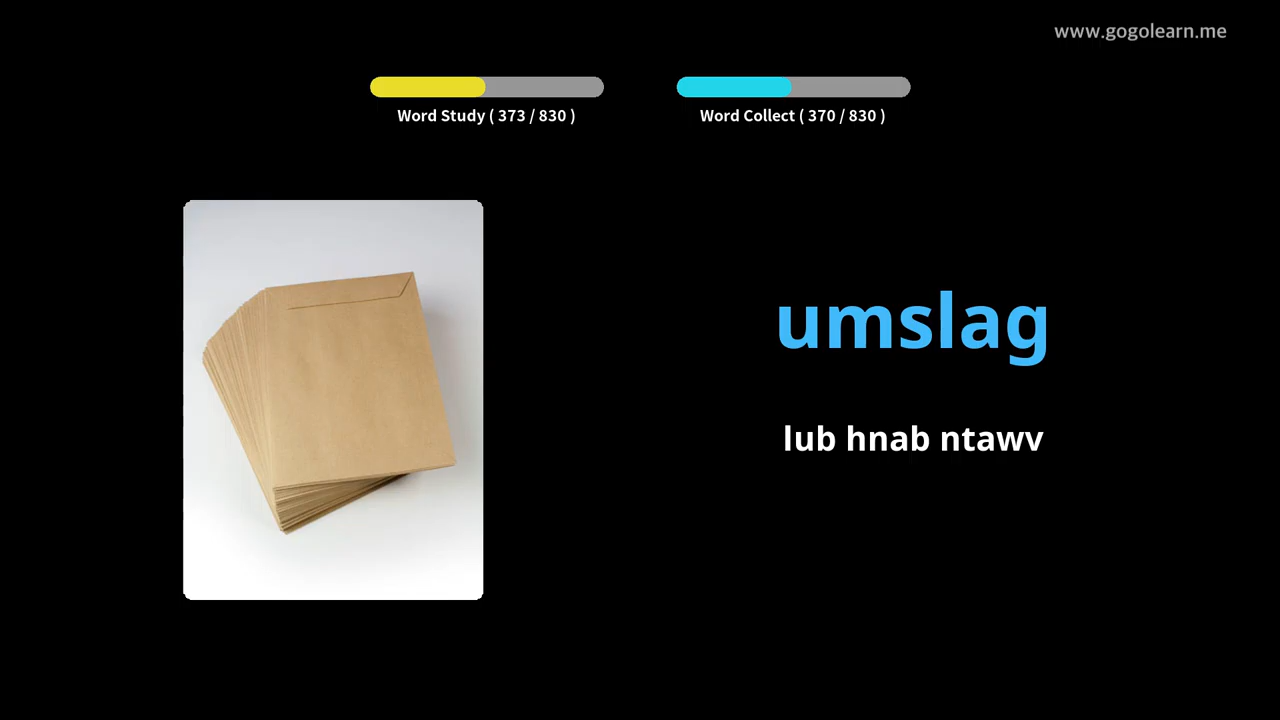 www.gogolearn.me
Word Study ( 373 / 830 )
Word Collect ( 370 / 830 )
umslag
lub hnab ntawv